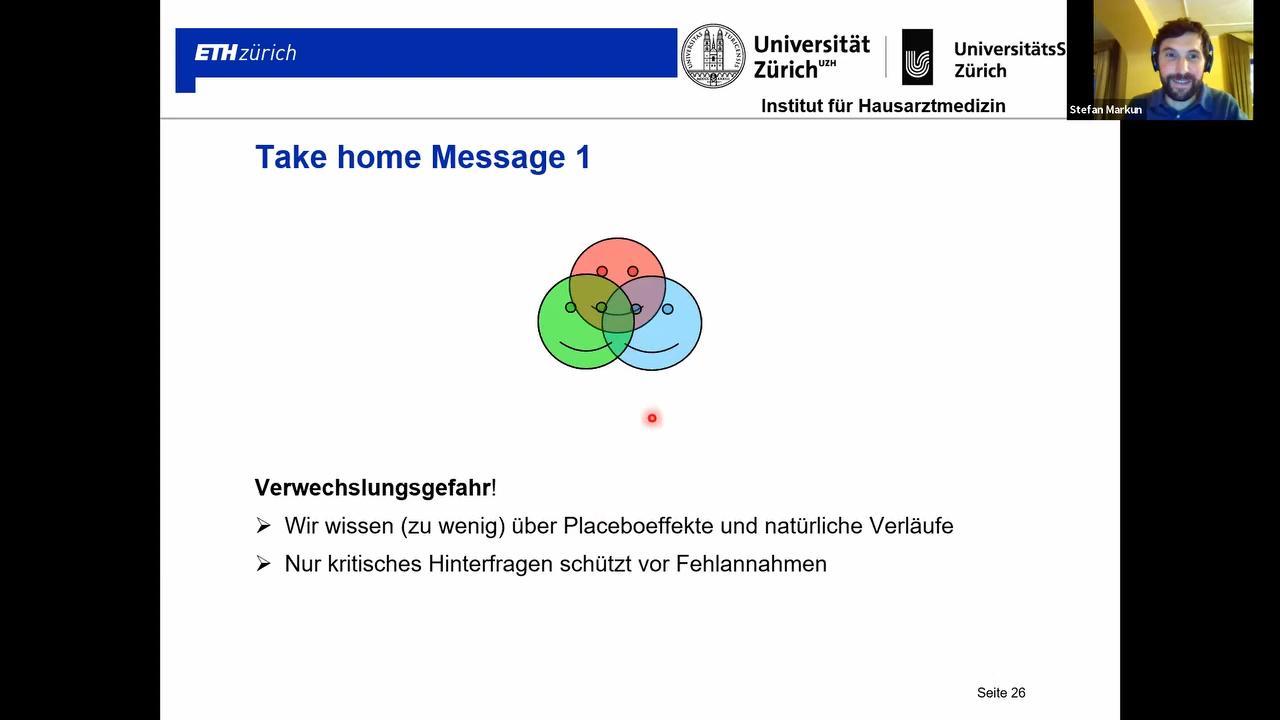 ETH zürich
Universität
Zürich UZH
UniversitätsS
Zürich
Institut für Hausarztmedizin
Stefan Markun
Take home Message 1
Verwechslungsgefahr!
➢ Wir wissen (zu wenig) über Placeboeffekte und natürliche Verläufe
➢ Nur kritisches Hinterfragen schützt vor Fehlannahmen
Seite 26